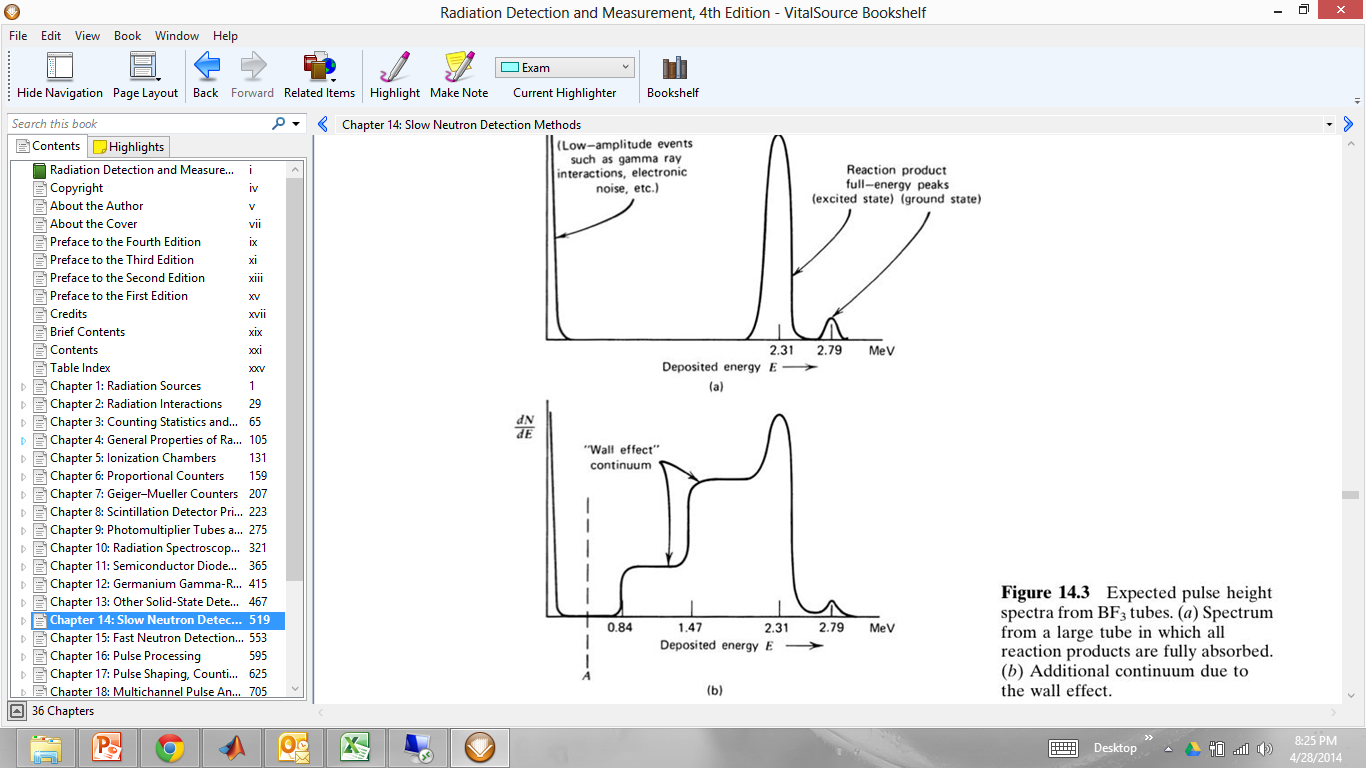 Radiation Detection and Measurement, 4th Edition - VitalSource Bookshelf
File Edit View Book Window Help
Exam
Hide Navigation Page Layout Back Forward Related Items Highlight Make Note Current Highlighter Bookshelf
Search this book
Chapter 14: Slow Neutron Detection Methods
Contents Highlights
Radiation Detection and Measure... i
Copyright iv
About the Author v
About the Cover vii
Preface to the Fourth Edition ix
Preface to the Third Edition xi
Preface to the Second Edition xiii
Preface to the First Edition xv
Credits xvii
Brief Contents xix
Contents xxi
Table Index xxv
Chapter 1: Radiation Sources 1
Chapter 2: Radiation Interactions 29
Chapter 3: Counting Statistics and... 65
Chapter 4: General Properties of Ra... 105
Chapter 5: Ionization Chambers 131
Chapter 6: Proportional Counters 159
Chapter 7: Geiger–Mueller Counters 207
Chapter 8: Scintillation Detector Pri... 223
Chapter 9: Photomultiplier Tubes a... 275
Chapter 10: Radiation Spectroscop... 321
Chapter 11: Semiconductor Diode... 365
Chapter 12: Germanium Gamma-R... 415
Chapter 13: Other Solid-State Dete... 467
Chapter 14: Slow Neutron Detec... 519
Chapter 15: Fast Neutron Detection... 553
Chapter 16: Pulse Processing 595
Chapter 17: Pulse Shaping, Counti... 625
Chapter 18: Multichannel Pulse An... 705
36 Chapters
(Low–amplitude events
such as gamma ray
interactions, electronic
noise, etc.)
Reaction product
full–energy peaks
(excited state) (ground state)
2.31 2.79 MeV
Deposited energy E
(a)
dN
dE
"Wall effect"
continuum
0.84 1.47 2.31 2.79 MeV
Deposited energy E
A
(b)
Figure 14.3 Expected pulse height
spectra from BF₃ tubes. (a) Spectrum
from a large tube in which all
reaction products are fully absorbed.
(b) Additional continuum due to
the wall effect.
Desktop
8:25 PM
4/28/2014